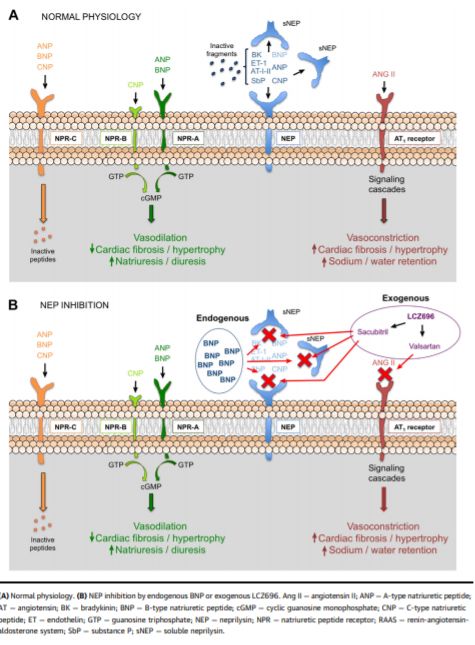 A NORMAL PHYSIOLOGY
sNEP
ANP
BNP
CNP
CNP
ANP
BNP
Inactive
fragments
BK BNP
ET-1
AT-I-II ANP
SbP CNP
sNEP
ANG II
NPR-C
NPR-B
NPR-A
NEP
AT₁ receptor
GTP
GTP
cGMP
Inactive
peptides
Vasodilation
Cardiac fibrosis / hypertrophy
Natriuresis / diuresis
Signaling
cascades
Vasoconstriction
Cardiac fibrosis / hypertrophy
Sodium / water retention
B NEP INHIBITION
ANP
BNP
CNP
CNP
ANP
BNP
Endogenous
BNP
BNP
BNP
BNP
BNP
BNP
BNP
sNEP
BNP
ET-1
ANP
CNP
sNEP
Exogenous
LCZ696
Sacubitril
Valsartan
ANG II
NPR-C
NPR-B
NPR-A
NEP
AT₁ receptor
GTP
GTP
cGMP
Inactive
peptides
Vasodilation
Cardiac fibrosis / hypertrophy
Natriuresis / diuresis
Signaling
cascades
Vasoconstriction
Cardiac fibrosis / hypertrophy
Sodium / water retention
(A) Normal physiology. (B) NEP inhibition by endogenous BNP or exogenous LCZ696. Ang II = angiotensin II; ANP = A-type natriuretic peptide;
AT = angiotensin; BK = bradykinin; BNP = B-type natriuretic peptide; cGMP = cyclic guanosine monophosphate; CNP = C-type natriuretic
peptide; ET = endothelin; GTP = guanosine triphosphate; NEP = neprilysin; NPR = natriuretic peptide receptor; RAAS = renin-angiotensin-
aldosterone system; SbP = substance P; sNEP = soluble neprilysin.